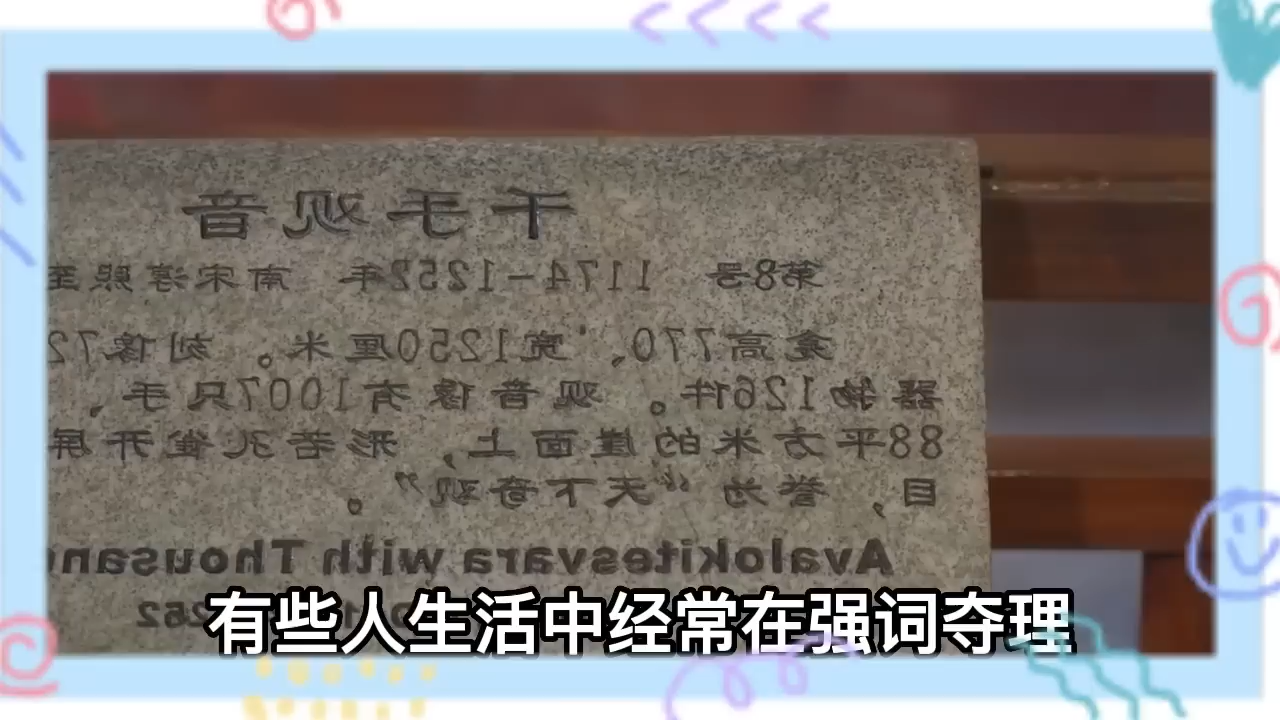 千手观音
第8号 1174-1252年 南宋淳熙至
龛高770、宽1250厘米。刻像72
器物126件。观音像有1007只手、
88平方米的崖面上，形若孔雀开屏
目，誉为“天下奇观”。
Avalokitesvara with Thousan
有些人生活中经常在强词夺理